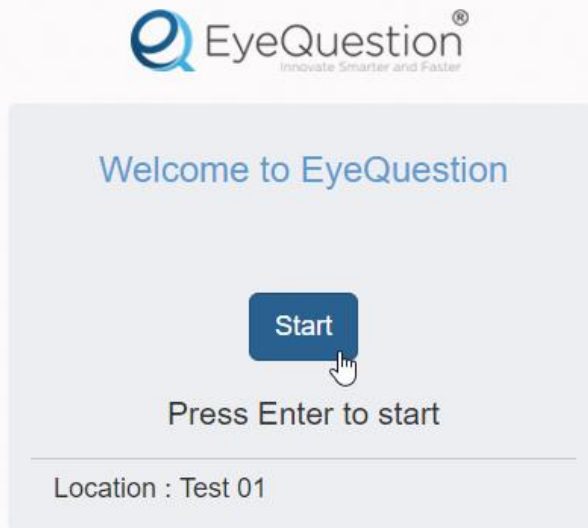 EyeQuestion®
Innovate Smarter and Faster
Welcome to EyeQuestion
Start
Press Enter to start
Location : Test 01